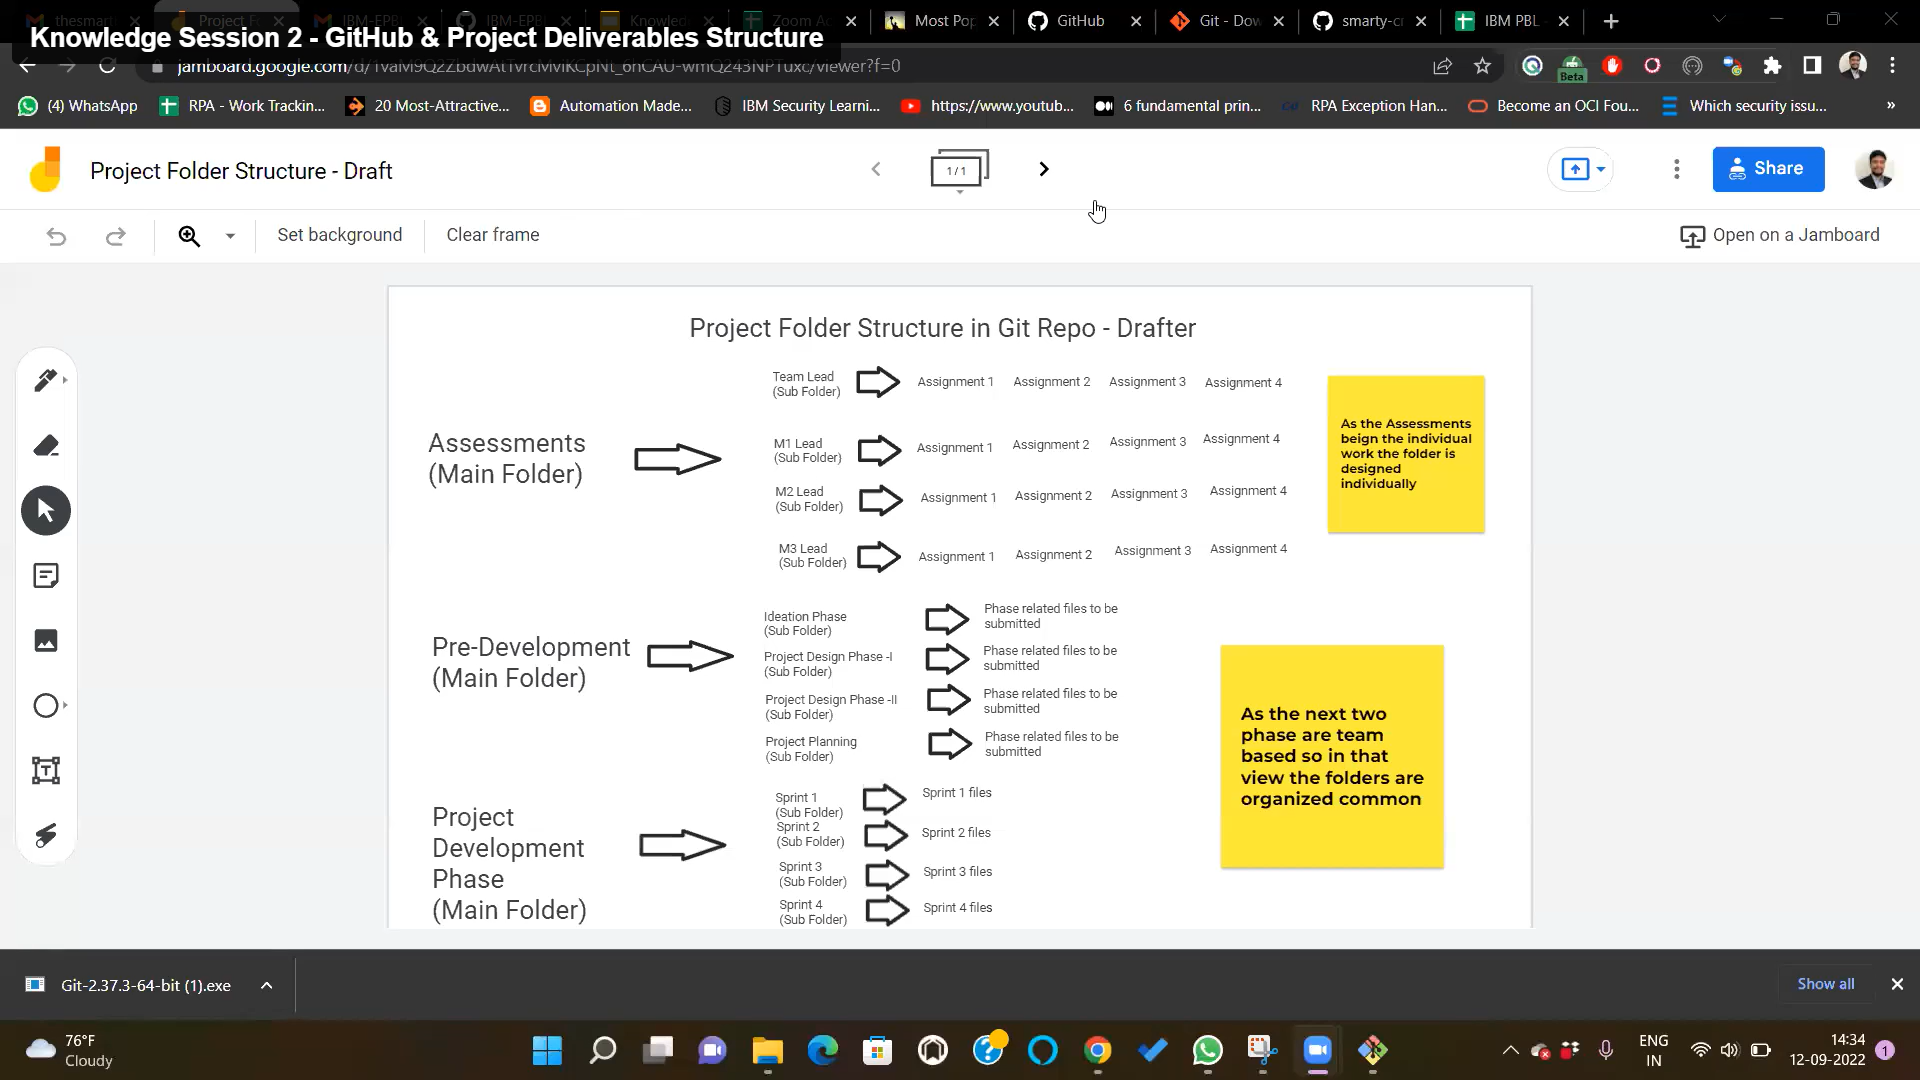 thesmart
Project F
IBM-EPB
IBM-EPB
Knowled
Zoom A
Most Pop
GitHub
Git - Dow
smarty-cr
IBM PBL -
Knowledge Session 2 - GitHub & Project Deliverables Structure
jamboard.google.com
Beta
(4) WhatsApp
RPA - Work Trackin...
20 Most-Attractive...
Automation Made...
IBM Security Learni...
https://www.youtub...
6 fundamental prin...
RPA Exception Han...
Become an OCI Fou...
Which security issu...
»
Project Folder Structure - Draft
1/1
Share
Set background
Clear frame
Open on a Jamboard
Project Folder Structure in Git Repo - Drafter
Assessments
(Main Folder)
Team Lead
(Sub Folder)
Assignment 1
Assignment 2
Assignment 3
Assignment 4
M1 Lead
(Sub Folder)
Assignment 1
Assignment 2
Assignment 3
Assignment 4
M2 Lead
(Sub Folder)
Assignment 1
Assignment 2
Assignment 3
Assignment 4
M3 Lead
(Sub Folder)
Assignment 1
Assignment 2
Assignment 3
Assignment 4
As the Assessments
beign the individual
work the folder is
designed
individually
Pre-Development
(Main Folder)
Ideation Phase
(Sub Folder)
Phase related files to be
submitted
Project Design Phase -I
(Sub Folder)
Phase related files to be
submitted
Project Design Phase -II
(Sub Folder)
Phase related files to be
submitted
Project Planning
(Sub Folder)
Phase related files to be
submitted
As the next two
phase are team
based so in that
view the folders are
organized common
Project
Development
Phase
(Main Folder)
Sprint 1
(Sub Folder)
Sprint 1 files
Sprint 2
(Sub Folder)
Sprint 2 files
Sprint 3
(Sub Folder)
Sprint 3 files
Sprint 4
(Sub Folder)
Sprint 4 files
Git-2.37.3-64-bit (1).exe
Show all
76°F
Cloudy
ENG
IN
14:34
12-09-2022
1